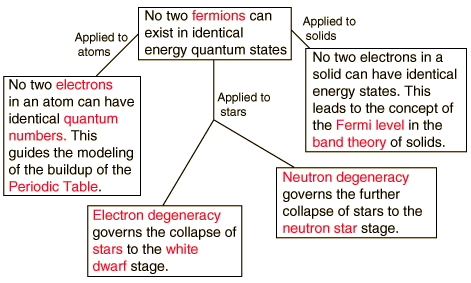 Applied to
atoms
No two fermions can
exist in identical
energy quantum states
Applied to
solids
No two electrons
in an atom can have
identical quantum
numbers. This
guides the modeling
of the buildup of the
Periodic Table.
Applied to
stars
No two electrons in a
solid can have identical
energy states. This
leads to the concept of
the Fermi level in the
band theory of solids.
Electron degeneracy
governs the collapse of
stars to the white
dwarf stage.
Neutron degeneracy
governs the further
collapse of stars to the
neutron star stage.